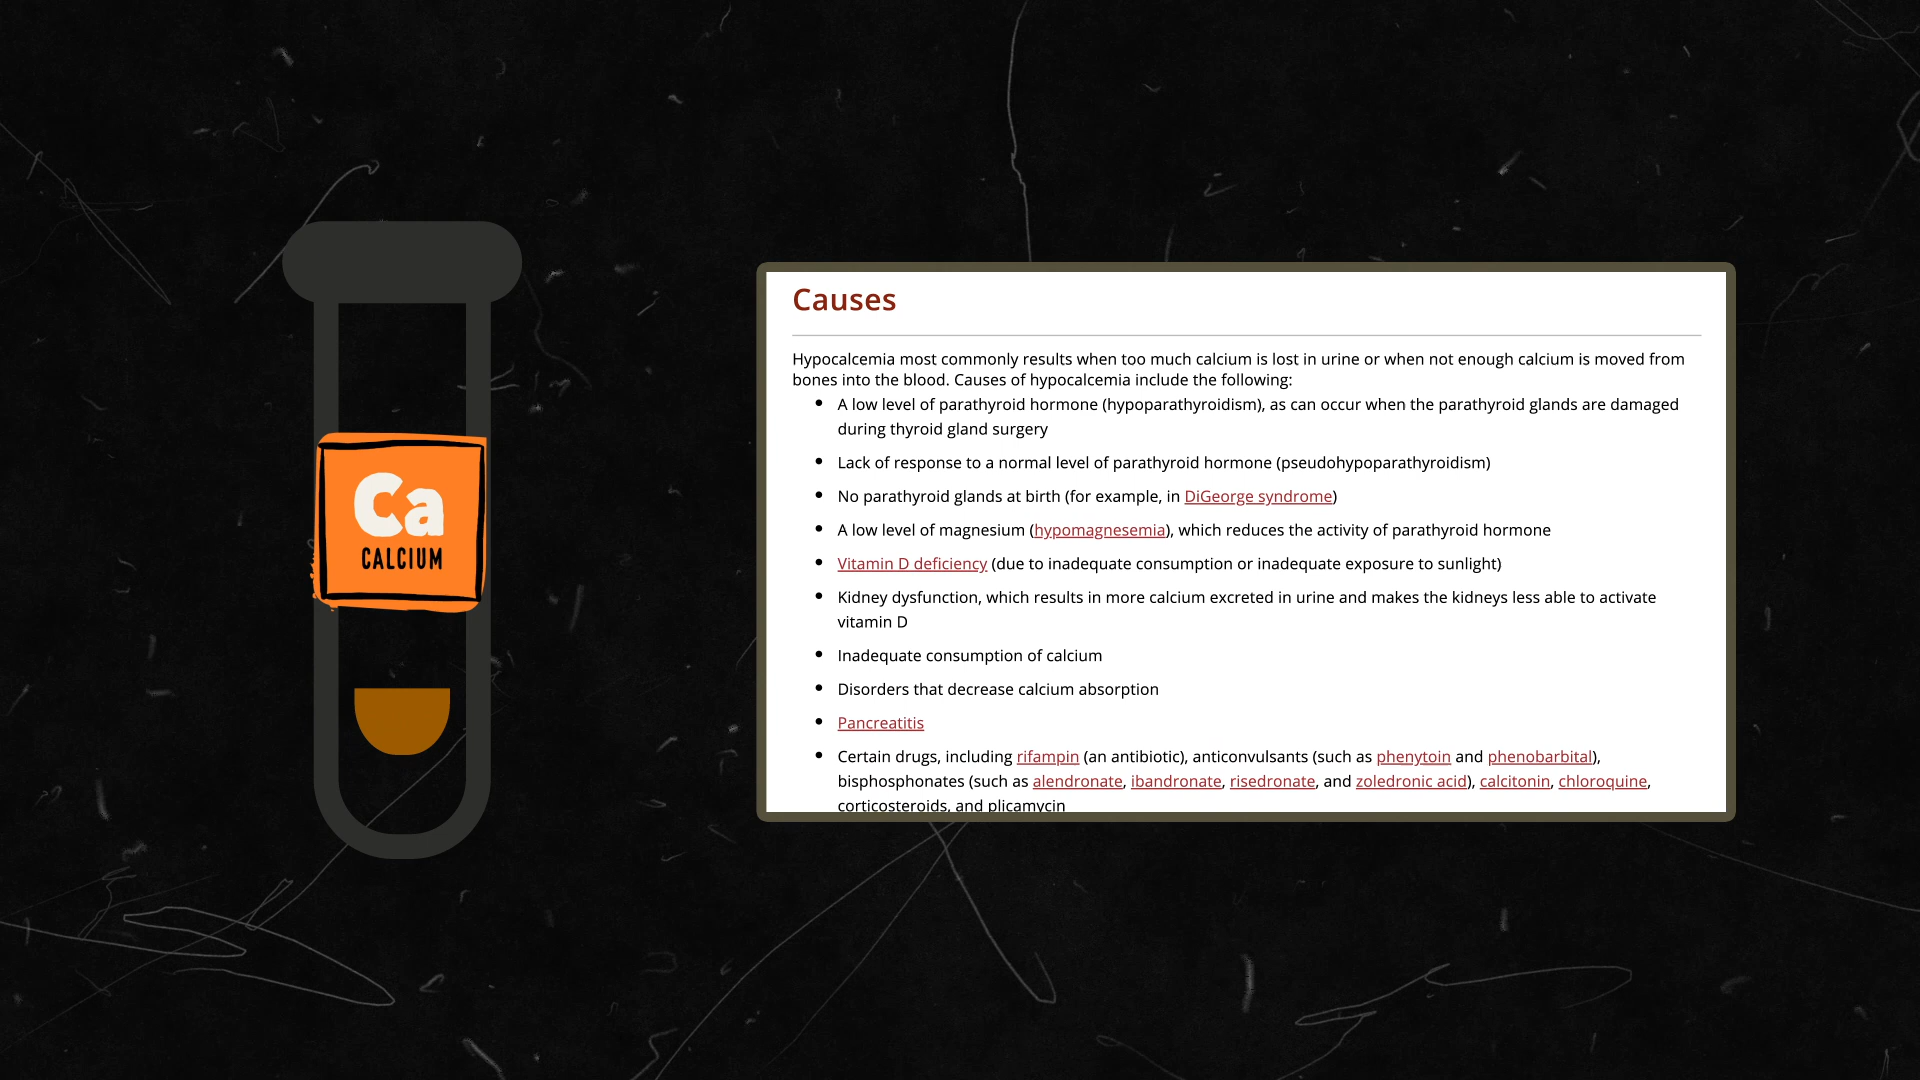 Ca
CALCIUM
Causes
Hypocalcemia most commonly results when too much calcium is lost in urine or when not enough calcium is moved from
bones into the blood. Causes of hypocalcemia include the following:
• A low level of parathyroid hormone (hypoparathyroidism), as can occur when the parathyroid glands are damaged
during thyroid gland surgery
• Lack of response to a normal level of parathyroid hormone (pseudohypoparathyroidism)
• No parathyroid glands at birth (for example, in DiGeorge syndrome)
• A low level of magnesium (hypomagnesemia), which reduces the activity of parathyroid hormone
• Vitamin D deficiency (due to inadequate consumption or inadequate exposure to sunlight)
• Kidney dysfunction, which results in more calcium excreted in urine and makes the kidneys less able to activate
vitamin D
• Inadequate consumption of calcium
• Disorders that decrease calcium absorption
• Pancreatitis
• Certain drugs, including rifampin (an antibiotic), anticonvulsants (such as phenytoin and phenobarbital),
bisphosphonates (such as alendronate, ibandronate, risedronate, and zoledronic acid), calcitonin, chloroquine,
corticosteroids, and plicamycin